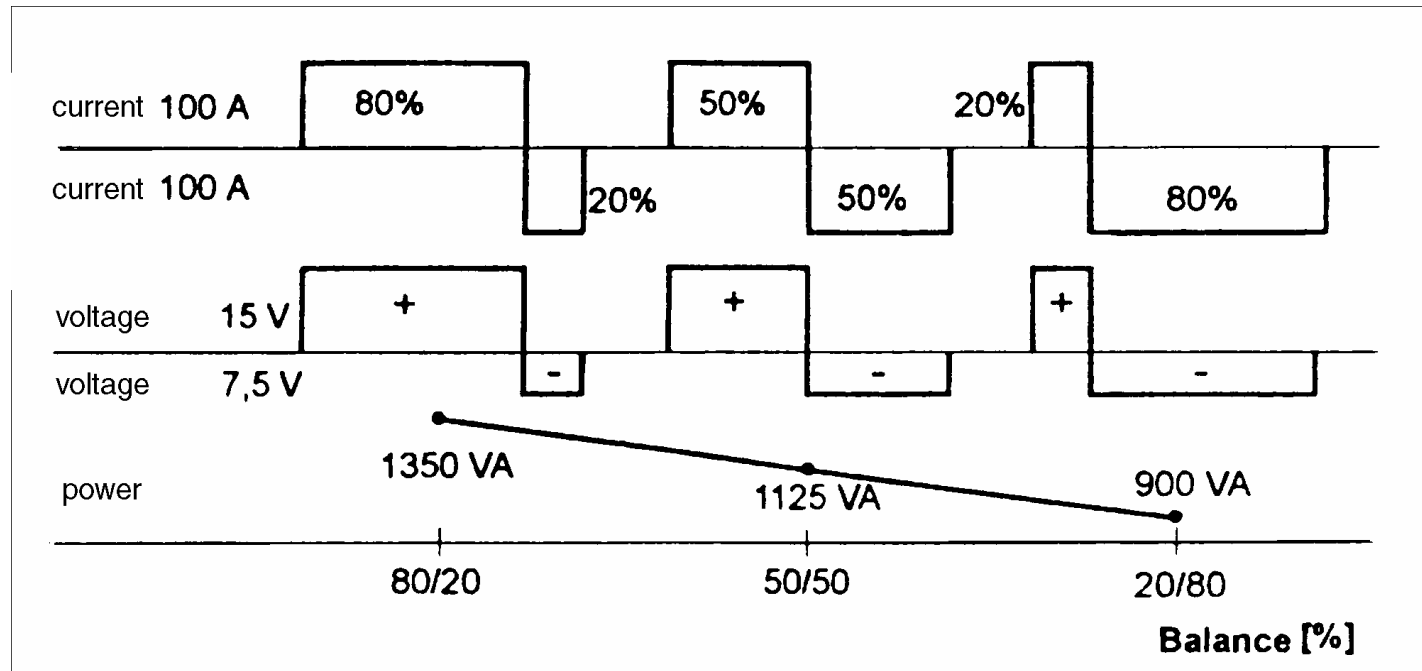 current 100 A 80% 50% 20%
current 100 A 20% 50% 80%
voltage 15 V + + +
voltage 7,5 V - - -
1350 VA
power 1125 VA 900 VA
80/20 50/50 20/80
Balance [%]